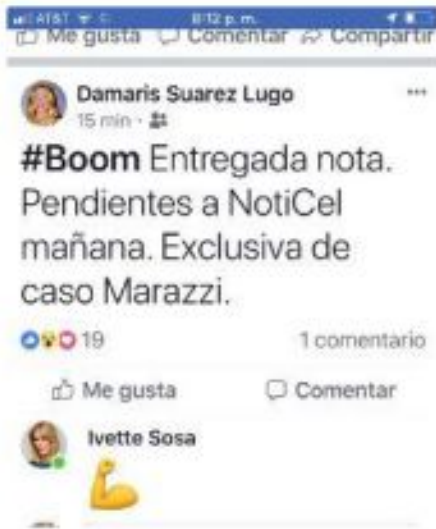 AT&T 8:12 p. m.
Me gusta Comentar Compartir
Damaris Suarez Lugo
15 min
#Boom Entregada nota.
Pendientes a NotiCel
mañana. Exclusiva de
caso Marazzi.
19 1 comentario
Me gusta Comentar
Ivette Sosa